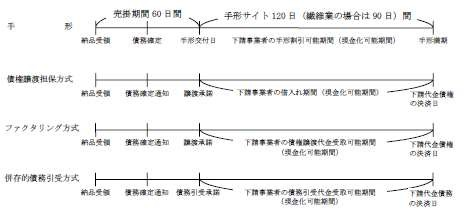 売掛期間 60 日間
手形サイト 120 日（繊維業の場合は 90 日）間
手　形
納品受領
債務確定
手形交付日
下請事業者の手形割引可能期間（現金化可能期間）
手形満期
債権譲渡担保方式
納品受領
債務確定通知
譲渡承諾
下請事業者の借入れ期間（現金化可能期間）
下請代金債権
の決済日
ファクタリング方式
納品受領
債務確定通知
譲渡承諾
下請事業者の債権譲渡代金受取可能期間
（現金化可能期間）
下請代金債権
の決済日
併存的債務引受方式
納品受領
債務確定通知
債務引受承諾
下請事業者の債務引受代金受取可能期間
（現金化可能期間）
下請代金債務
の決済日